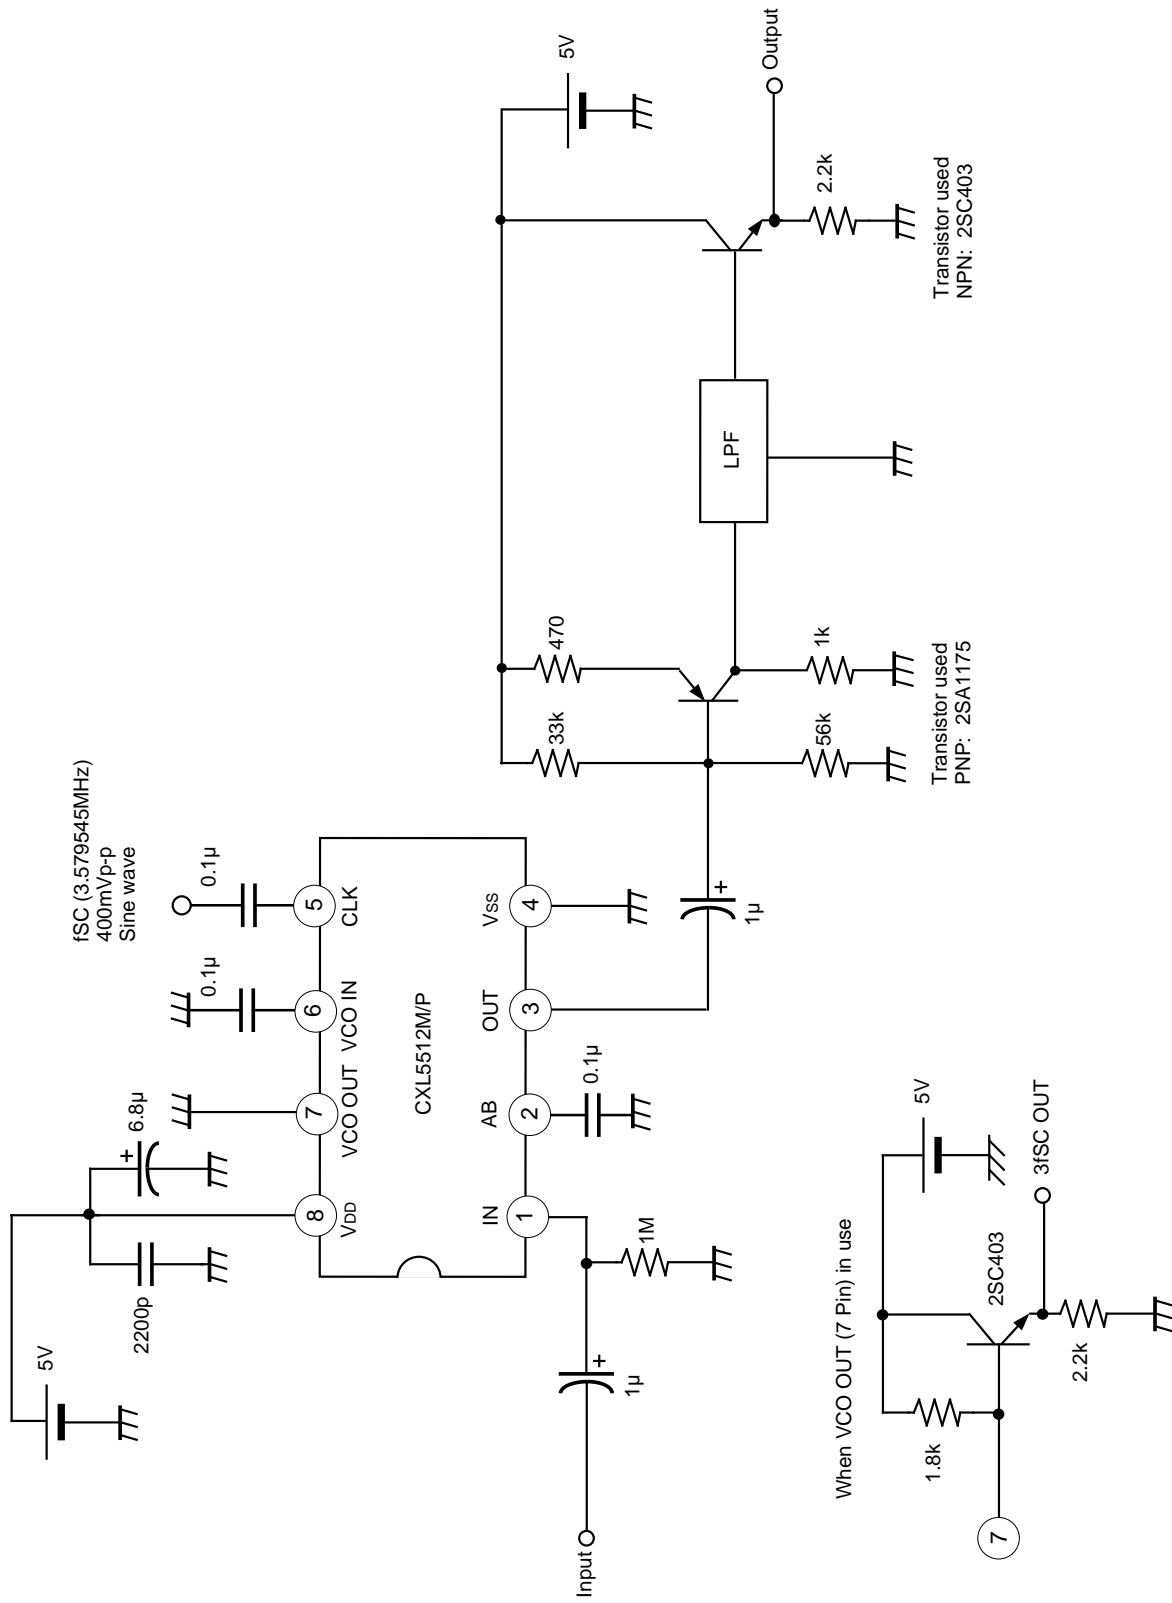 fSC (3.579545MHz)
400mVp-p
Sine wave
5V
2200p
6.8µ
0.1µ
0.1µ
8
7
6
5
VDD
VCO OUT
VCO IN
CLK
CXL5512M/P
IN
AB
OUT
VSS
1
2
3
4
Input
1µ
+
1M
0.1µ
1µ
+
+
33k
470
56k
1k
Transistor used
PNP: 2SA1175
LPF
5V
Output
2.2k
Transistor used
NPN: 2SC403
When VCO OUT (7 Pin) in use
5V
1.8k
7
2SC403
3fSC OUT
2.2k